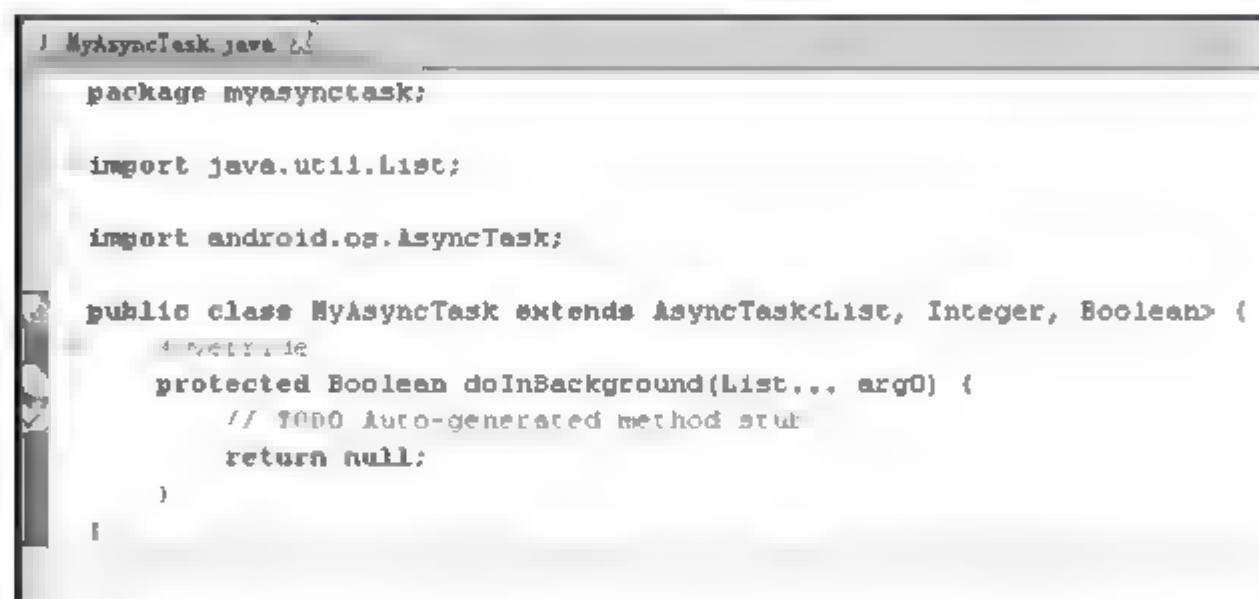 MyAsyncTask.java
package myasynctask;
import java.util.List;
import android.os.AsyncTask;
public class MyAsyncTask extends AsyncTask<List, Integer, Boolean> {
protected Boolean doInBackground(List... arg0) {
// TODO Auto-generated method stub
return null;
}
}